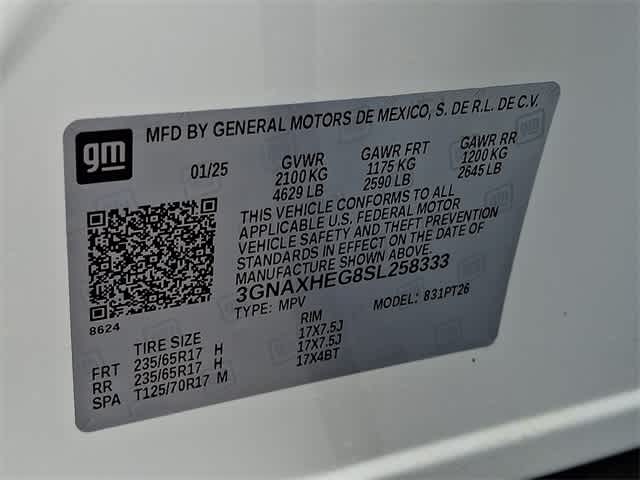 gm
MFD BY GENERAL MOTORS DE MEXICO, S. DE R.L. DE C.V.
01/25
GVWR GAWR FRT GAWR RR
2100 KG 1175 KG 1200 KG
4629 LB 2590 LB 2645 LB
THIS VEHICLE CONFORMS TO ALL
APPLICABLE U.S. FEDERAL MOTOR
VEHICLE SAFETY AND THEFT PREVENTION
STANDARDS IN EFFECT ON THE DATE OF
MANUFACTURE SHOWN ABOVE.
3GNAXHEG8SL258333
TYPE: MPV MODEL: 831PT26
8624
TIRE SIZE RIM
FRT 235/65R17 H 17X7.5J
RR 235/65R17 H 17X7.5J
SPA T125/70R17 M 17X4BT